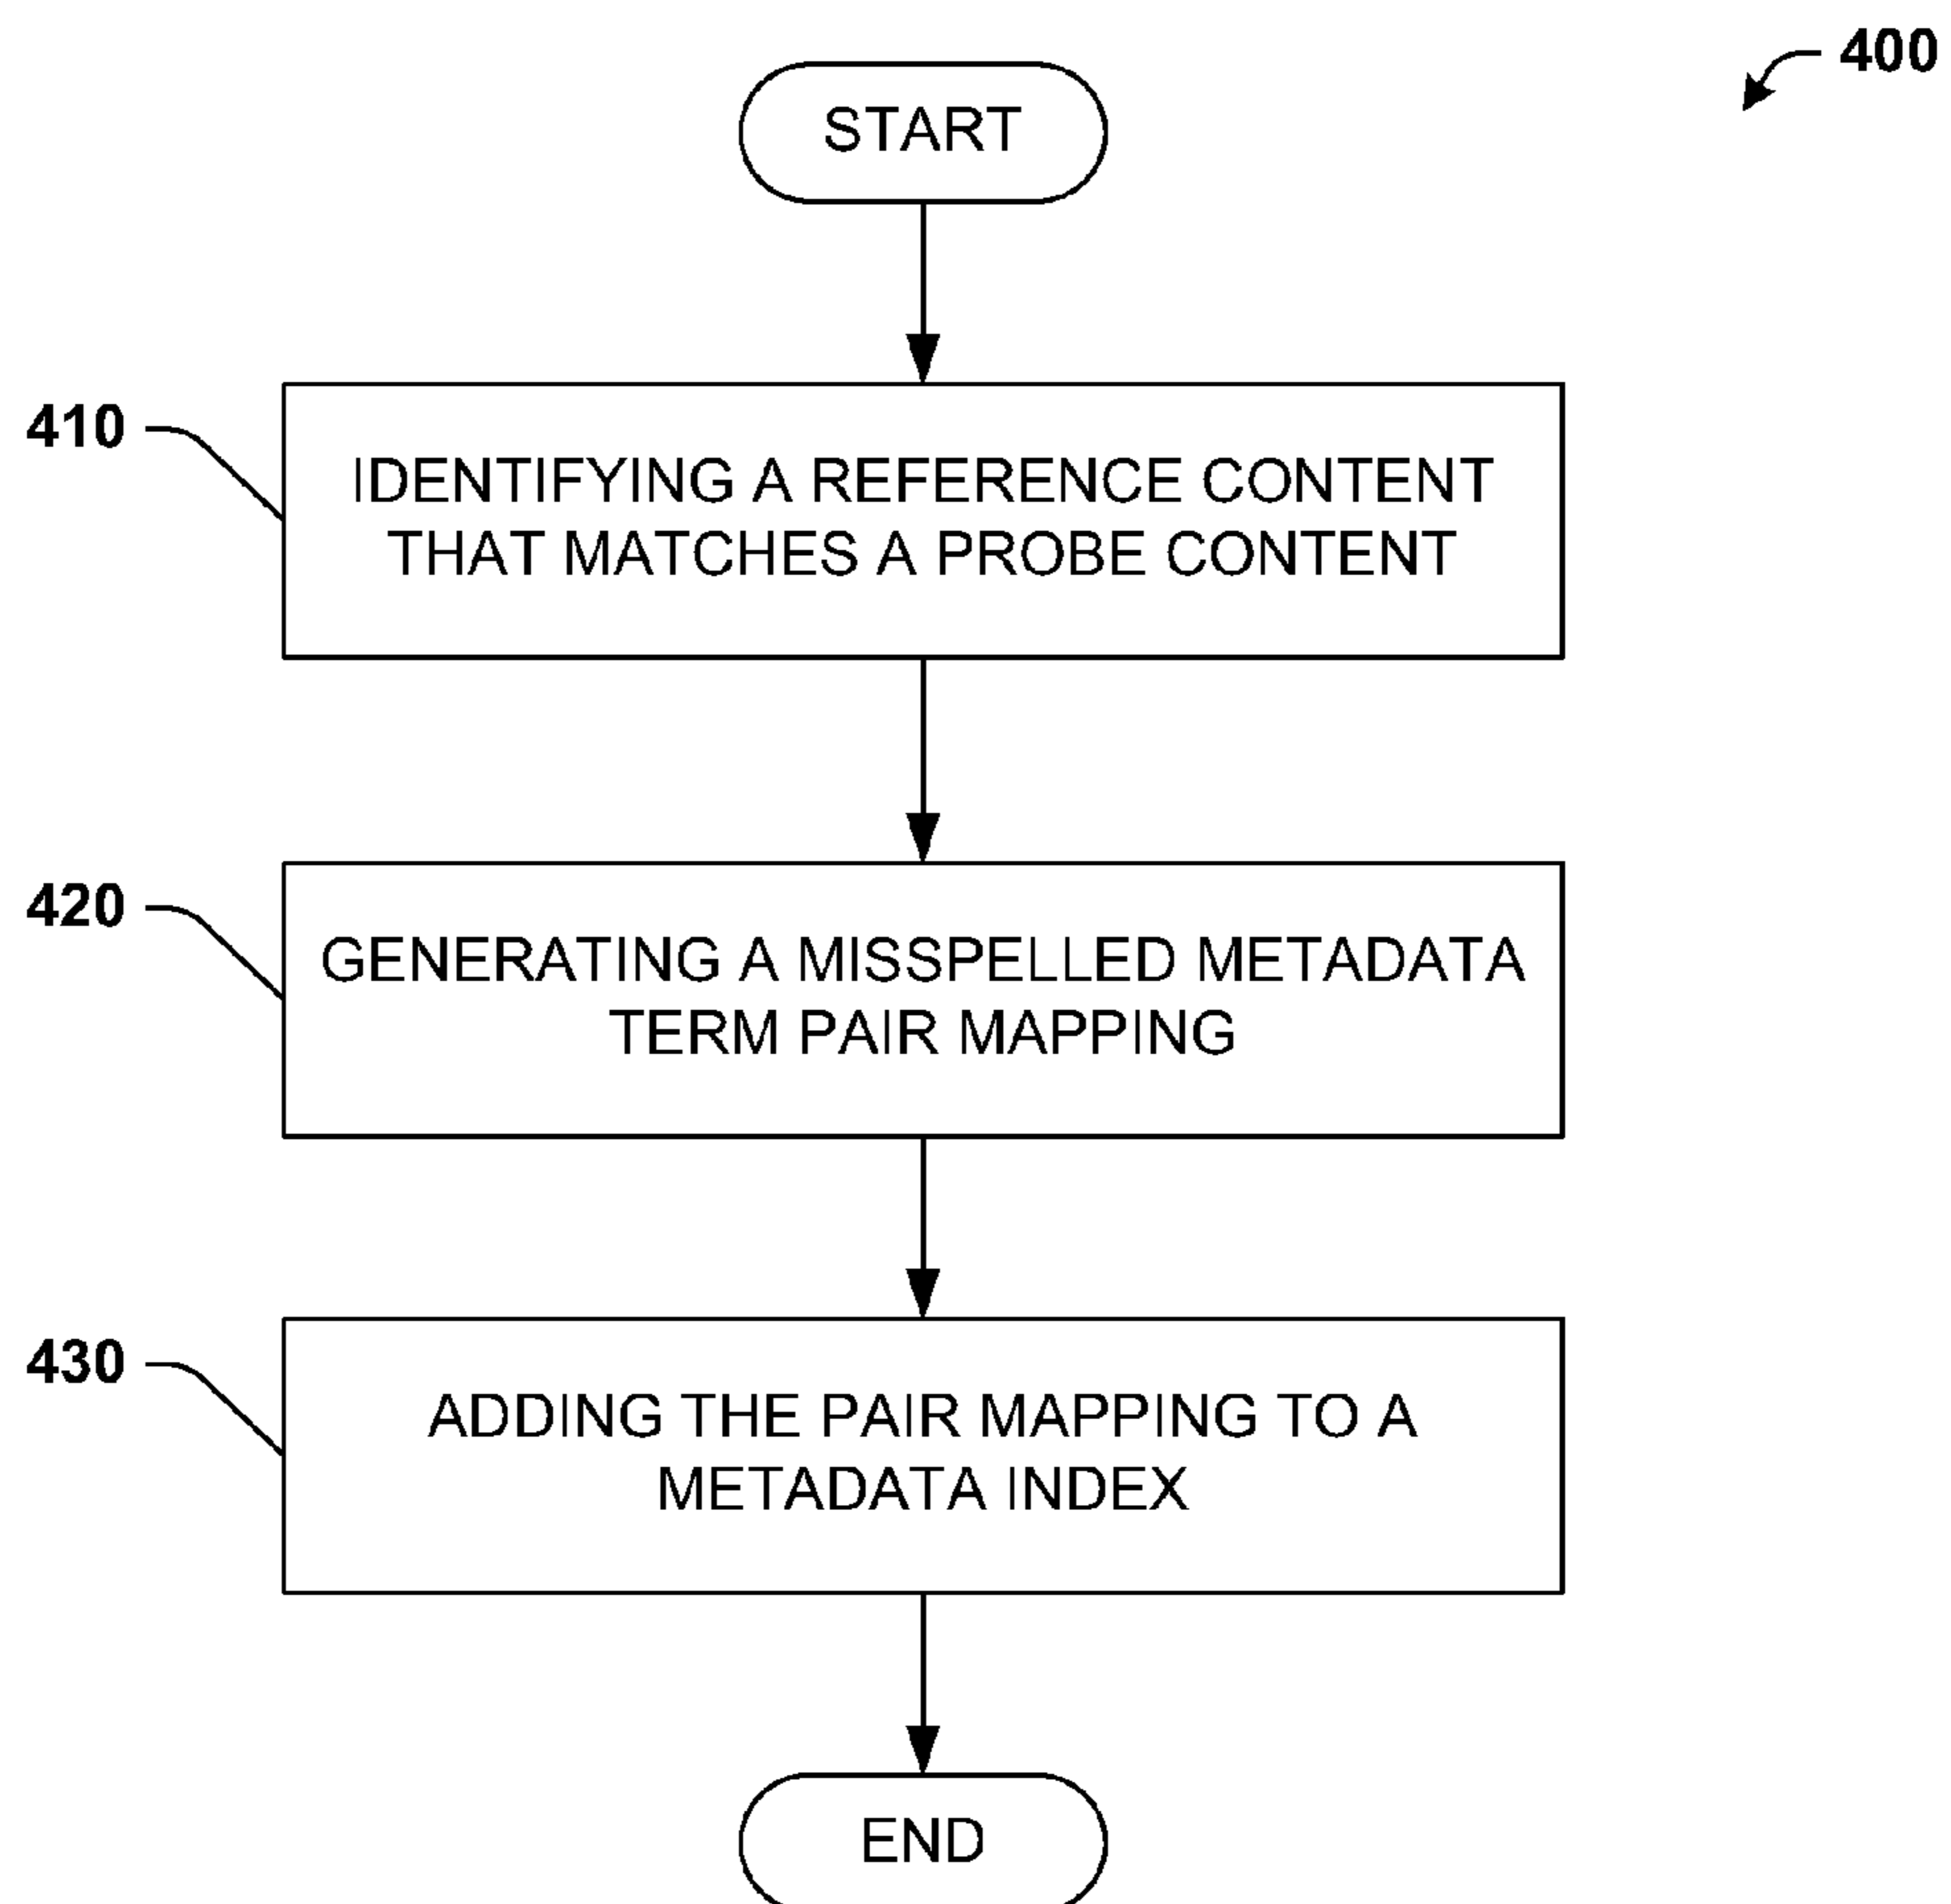 400
START
410
IDENTIFYING A REFERENCE CONTENT
THAT MATCHES A PROBE CONTENT
420
GENERATING A MISSPELLED METADATA
TERM PAIR MAPPING
430
ADDING THE PAIR MAPPING TO A
METADATA INDEX
END